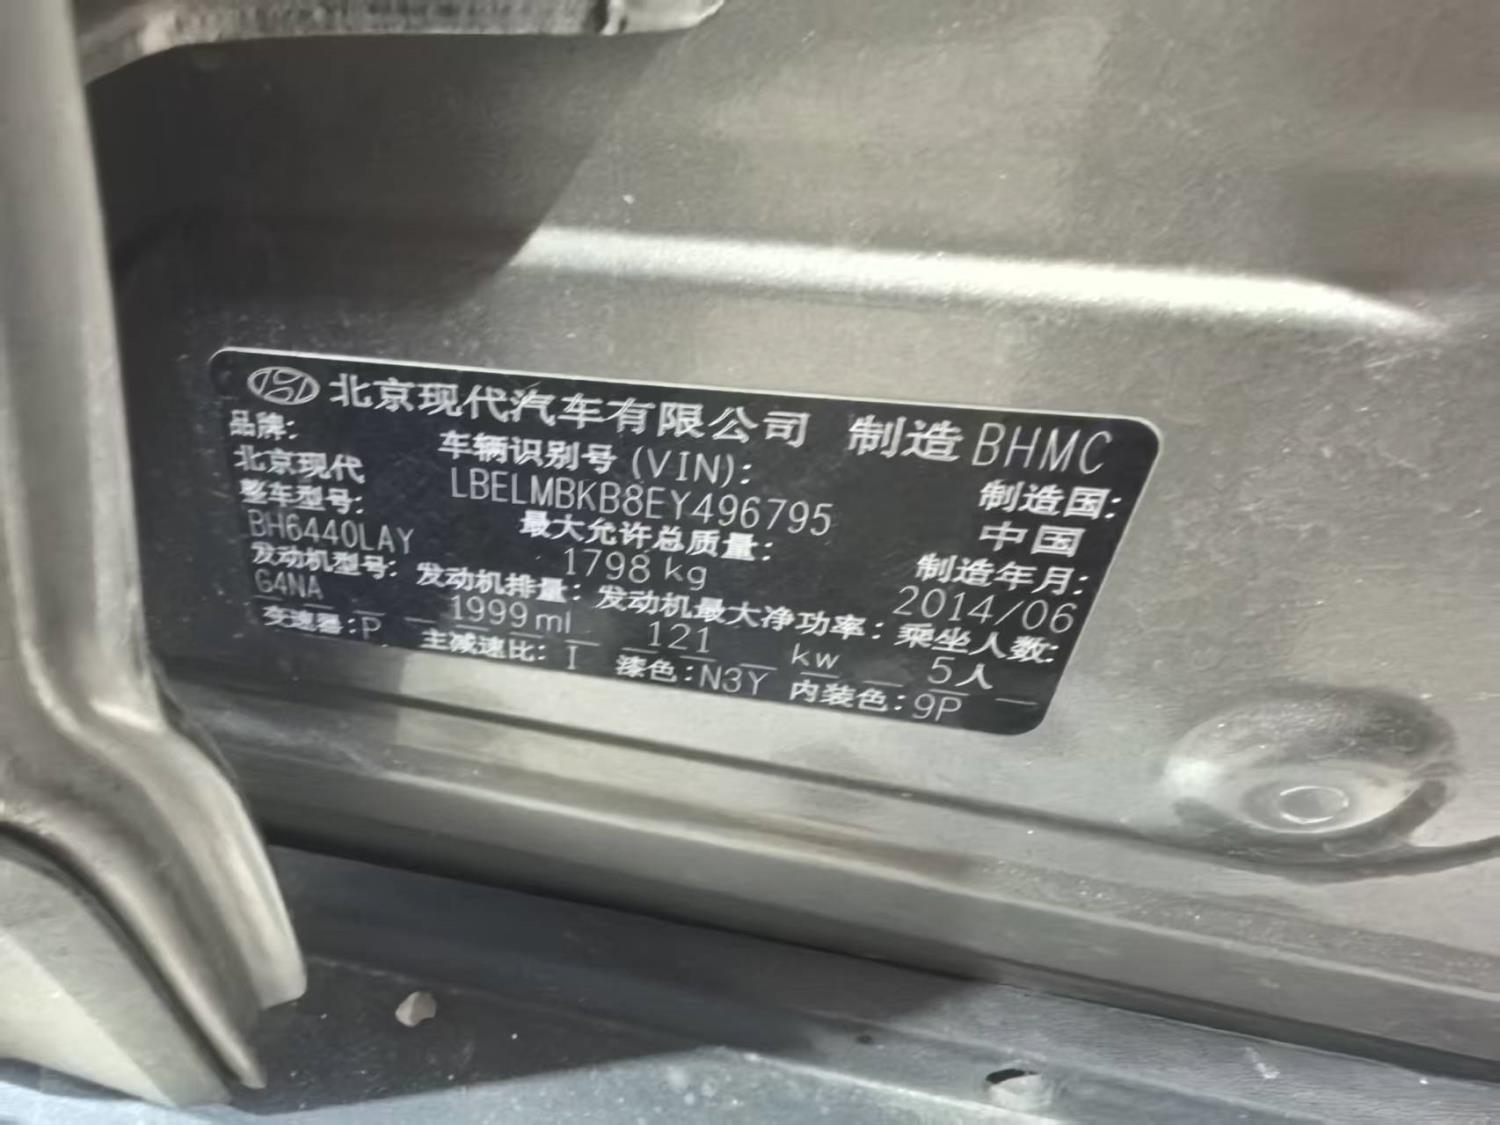 北京现代汽车有限公司 制造 BHMC
品牌: 车辆识别号 (VIN): 制造国:
北京现代 LBELMBKB8EY496795 中国
整车型号: 最大允许总质量: 制造年月:
BH6440LAY 1798 kg 2014/06
发动机型号: 发动机排量: 发动机最大净功率: 乘坐人数:
G4NA 1999 ml 121 kw 5人
变速器: P 主减速比: I 漆色: N3Y 内装色: 9P